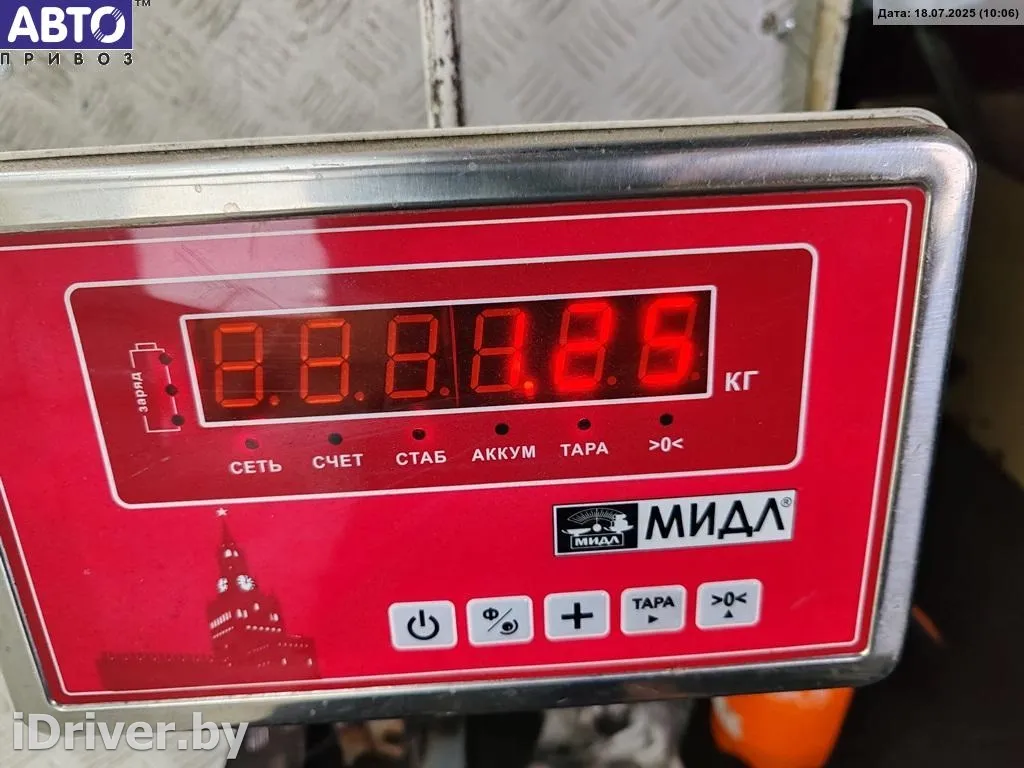 АВТО™
ПРИВОЗ
Дата: 18.07.2025 (10:06)
заряд
1.25
КГ
СЕТЬ СЧЕТ СТАБ АККУМ ТАРА >0<
МИДЛ МИДЛ®
Ф ТАРА >0<
iDriver.by